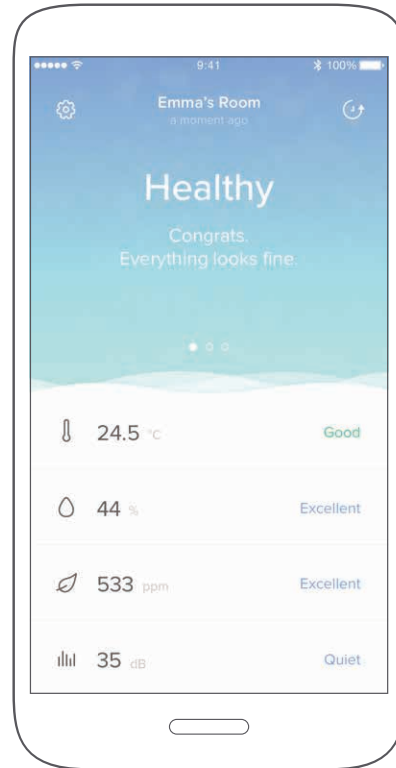 9:41 100%
Emma's Room
a moment ago
Healthy
Congrats.
Everything looks fine.
24.5 °C Good
44 % Excellent
533 ppm Excellent
35 dB Quiet